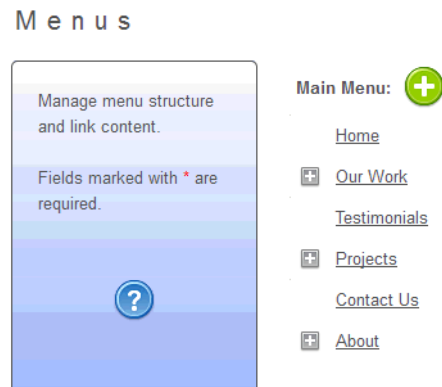 Menus
Manage menu structure
and link content.
Fields marked with * are
required.
?
Main Menu:
Home
Our Work
Testimonials
Projects
Contact Us
About